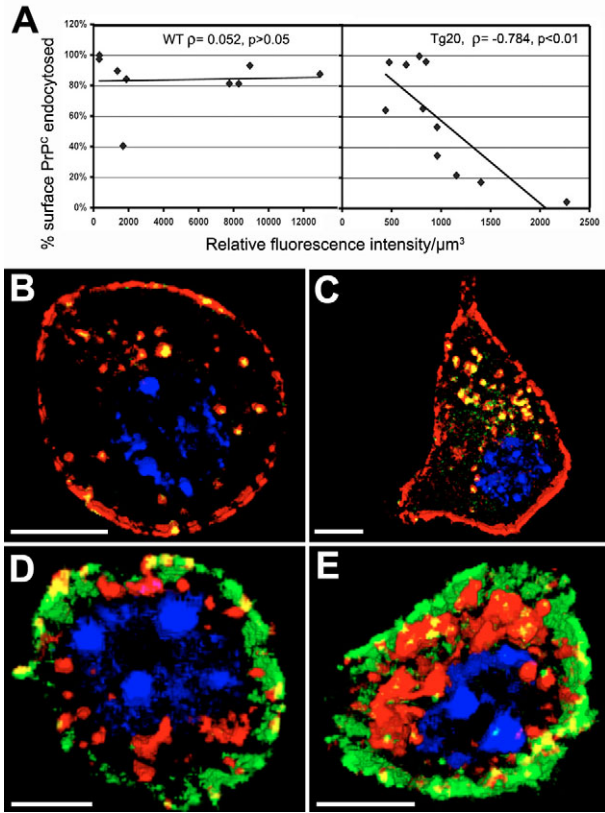 A
WT ρ= 0.052, p>0.05
Tg20, ρ= -0.784, p<0.01
% surface PrPᶜ endocytosed
120%
100%
80%
60%
40%
20%
0%
0 2000 4000 6000 8000 10000 12000
0 500 1000 1500 2000 2500
Relative fluorescence intensity/μm³
B
C
D
E